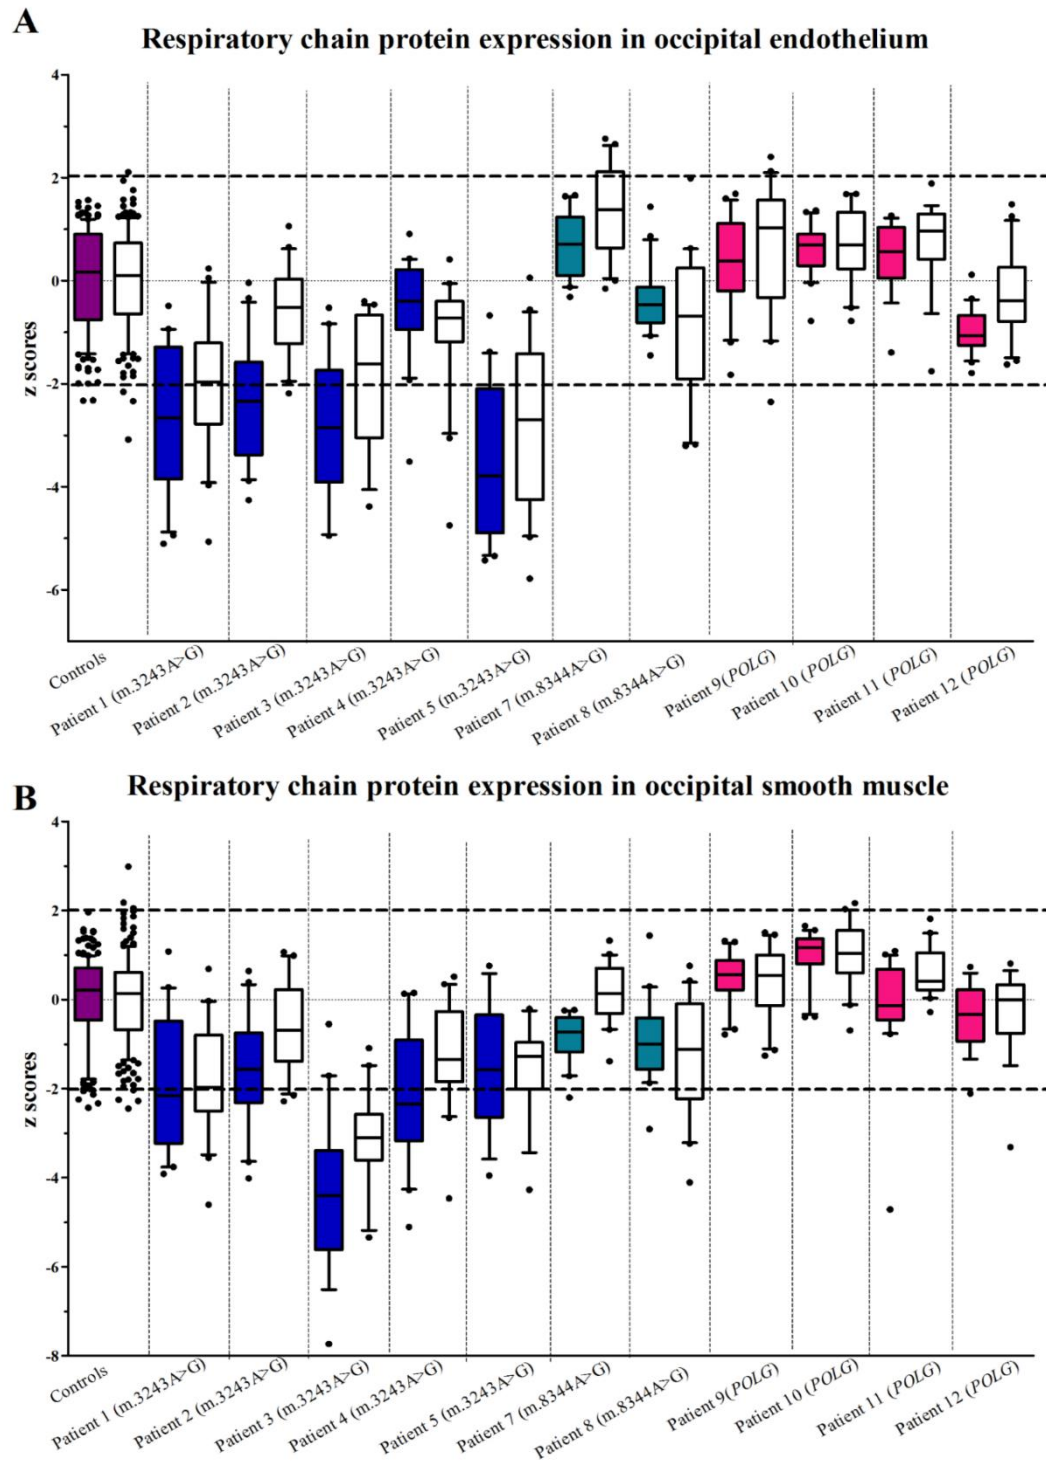 A
Respiratory chain protein expression in occipital endothelium
4
2
0
-2
-4
-6
z scores
Controls
Patient 1 (m.3243A>G)
Patient 2 (m.3243A>G)
Patient 3 (m.3243A>G)
Patient 4 (m.3243A>G)
Patient 5 (m.3243A>G)
Patient 7 (m.8344A>G)
Patient 8 (m.8344A>G)
Patient 9(POLG)
Patient 10 (POLG)
Patient 11 (POLG)
Patient 12 (POLG)
B
Respiratory chain protein expression in occipital smooth muscle
4
2
0
-2
-4
-6
-8
z scores
Controls
Patient 1 (m.3243A>G)
Patient 2 (m.3243A>G)
Patient 3 (m.3243A>G)
Patient 4 (m.3243A>G)
Patient 5 (m.3243A>G)
Patient 7 (m.8344A>G)
Patient 8 (m.8344A>G)
Patient 9(POLG)
Patient 10 (POLG)
Patient 11 (POLG)
Patient 12 (POLG)